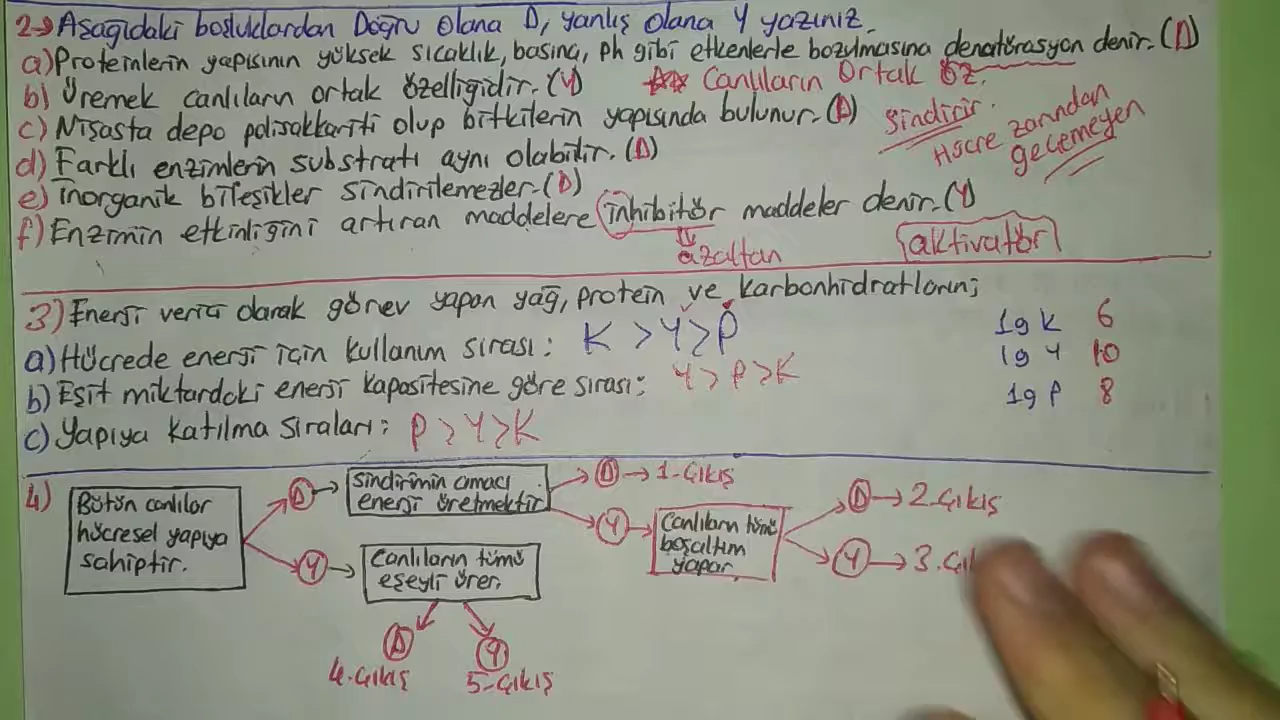 2→ Aşağıdaki boşluklardan Doğru olana D, yanlış olana Y yazınız.
a) Proteinlerin yapısının yüksek sıcaklık, basınç, ph gibi etkenlerle bozulmasına denatürasyon denir. (D)
b) Üremek canlıların ortak özelliğidir. (Y) ** Canlıların Ortak Öz.
c) Nişasta depo polisakkariti olup bitkilerin yapısında bulunur. (D) Sindirir.
Hücre zarından
geçemeyen
d) Farklı enzimlerin substratı aynı olabilir. (D)
e) İnorganik bileşikler sindirilemezler. (D)
f) Enzimin etkinliğini artıran maddelere inhibitör maddeler denir. (Y)
azaltan aktivatör
3) Enerji verici olarak görev yapan yağ, protein ve karbonhidratların;
a) Hücrede enerji için kullanım sırası: K > Y > P
b) Eşit miktardaki enerji kapasitesine göre sırası: Y > P > K
c) Yapıya katılma sıraları: P > Y > K
1g K 6
1g Y 10
1g P 8
4)
Bütün canlılar
hücresel yapıya
sahiptir.
D →
Sindirimin amacı
enerji üretmektir
D → 1.Çıkış
Y →
Canlıların tümü
boşaltım
yapar.
D → 2.Çıkış
Y → 3.
Y →
Canlıların tümü
eşeyli ürer.
D
Y
4.Çıkış
5.Çıkış